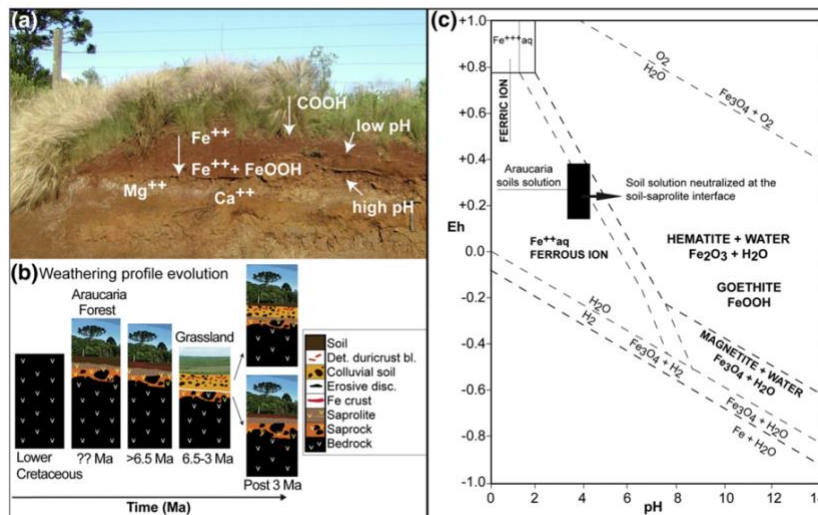 (a)
COOH
Fe++
low pH
Fe++ + FeOOH
Mg++
Ca++
high pH
(b) Weathering profile evolution
Araucaria
Forest
Grassland
Soil
Det. duricrust bl.
Colluvial soil
Erosive disc.
Fe crust
Saprolite
Saprock
Bedrock
Lower
Cretaceous
?? Ma
>6.5 Ma
6.5-3 Ma
Post 3 Ma
Time (Ma)
(c)
+1.0
+0.8
+0.6
+0.4
+0.2
Eh
0.0
-0.2
-0.4
-0.6
-0.8
-1.0
0
2
4
6
8
10
12
14
pH
Fe+++aq
FERRIC ION
O2
H2O
Fe3O4 + O2
Araucaria
soils solution
Soil solution neutralized at the
soil-saprolite interface
Fe++aq
FERROUS ION
HEMATITE + WATER
Fe2O3 + H2O
GOETHITE
FeOOH
H2O
H2
MAGNETITE + WATER
Fe3O4 + H2O
Fe3O4 + H2
Fe3O4 + H2O
Fe + H2O